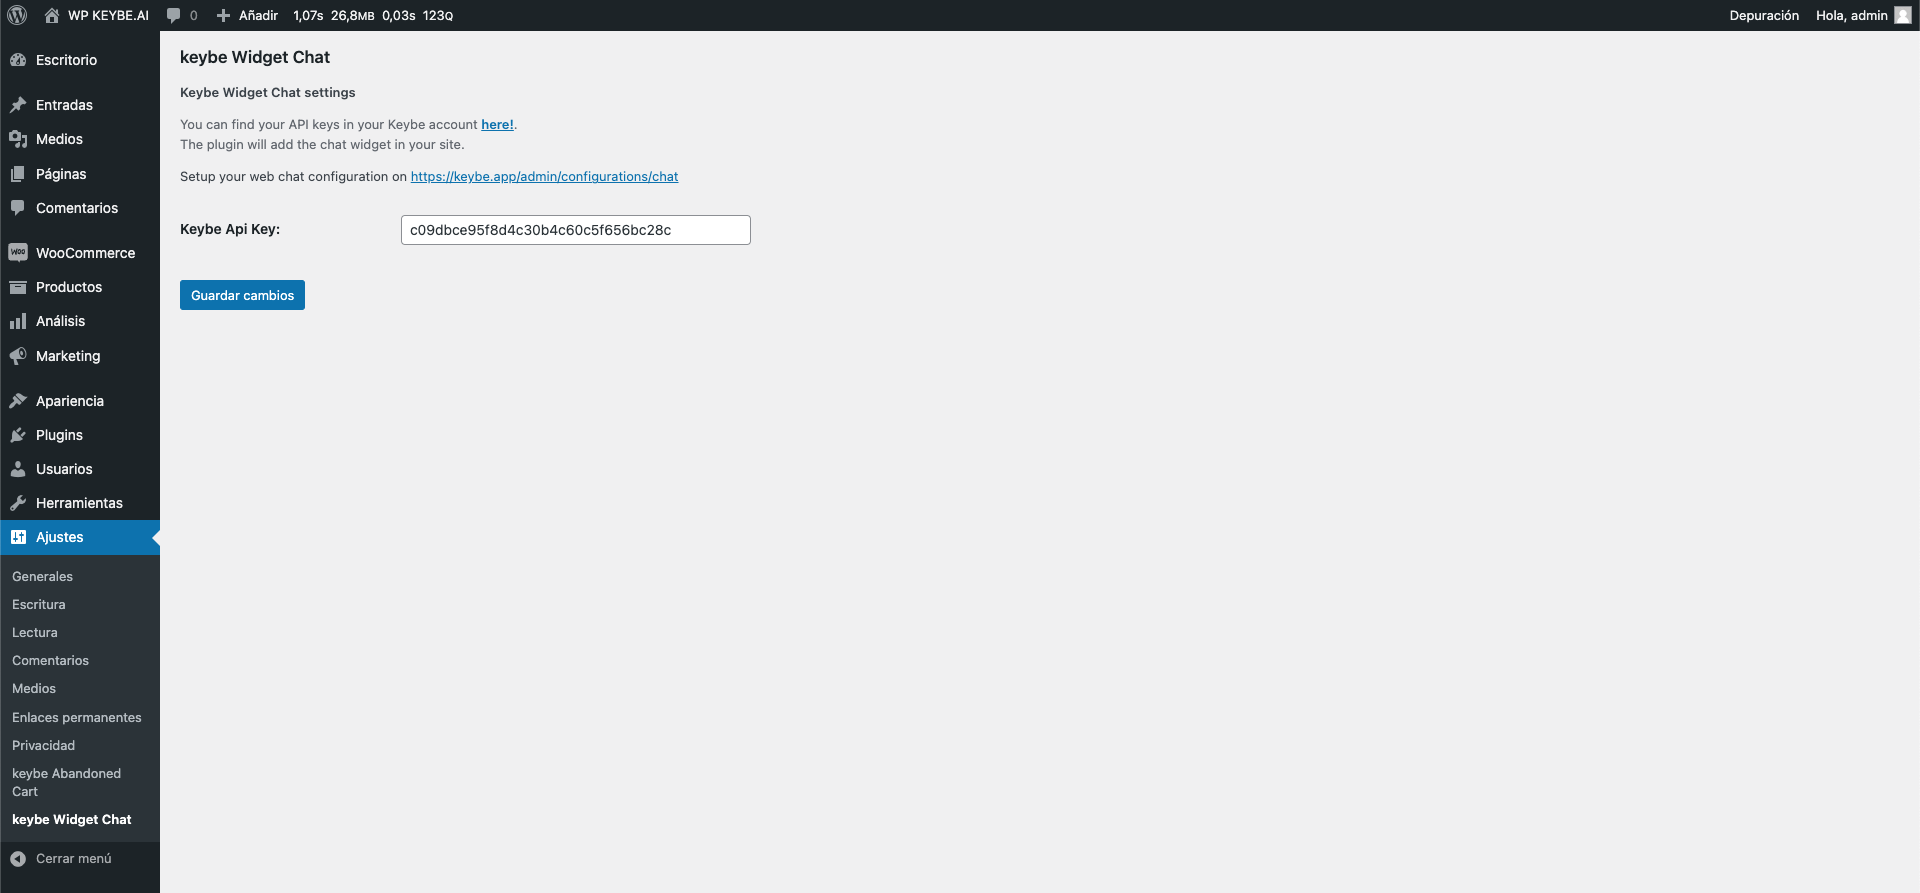 WP KEYBE.AI 0 Añadir 1,07s 26,8MB 0,03s 123Q Depuración Hola, admin
Escritorio
Entradas
Medios
Páginas
Comentarios
WooCommerce
Productos
Análisis
Marketing
Apariencia
Plugins
Usuarios
Herramientas
Ajustes
Generales
Escritura
Lectura
Comentarios
Medios
Enlaces permanentes
Privacidad
keybe Abandoned
Cart
keybe Widget Chat
Cerrar menú
keybe Widget Chat
Keybe Widget Chat settings
You can find your API keys in your Keybe account here!.
The plugin will add the chat widget in your site.
Setup your web chat configuration on https://keybe.app/admin/configurations/chat
Keybe Api Key: c09dbce95f8d4c30b4c60c5f656bc28c
Guardar cambios